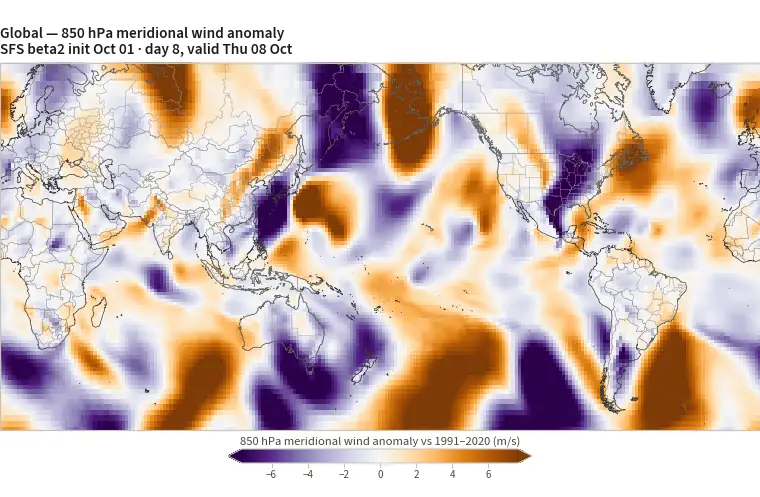 Global — 850 hPa meridional wind anomaly
SFS beta2 init Oct 01 · day 8, valid Thu 08 Oct
850 hPa meridional wind anomaly vs 1991–2020 (m/s)
−6 −4 −2 0 2 4 6